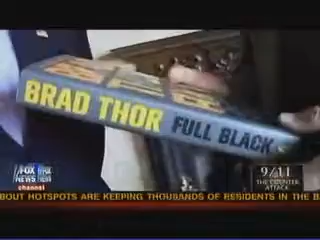 BRAD THOR FULL BLACK
FOX NEWS channel
9/11
THE COUNTER
ATTACK
BOUT HOTSPOTS ARE KEEPING THOUSANDS OF RESIDENTS IN THE BA